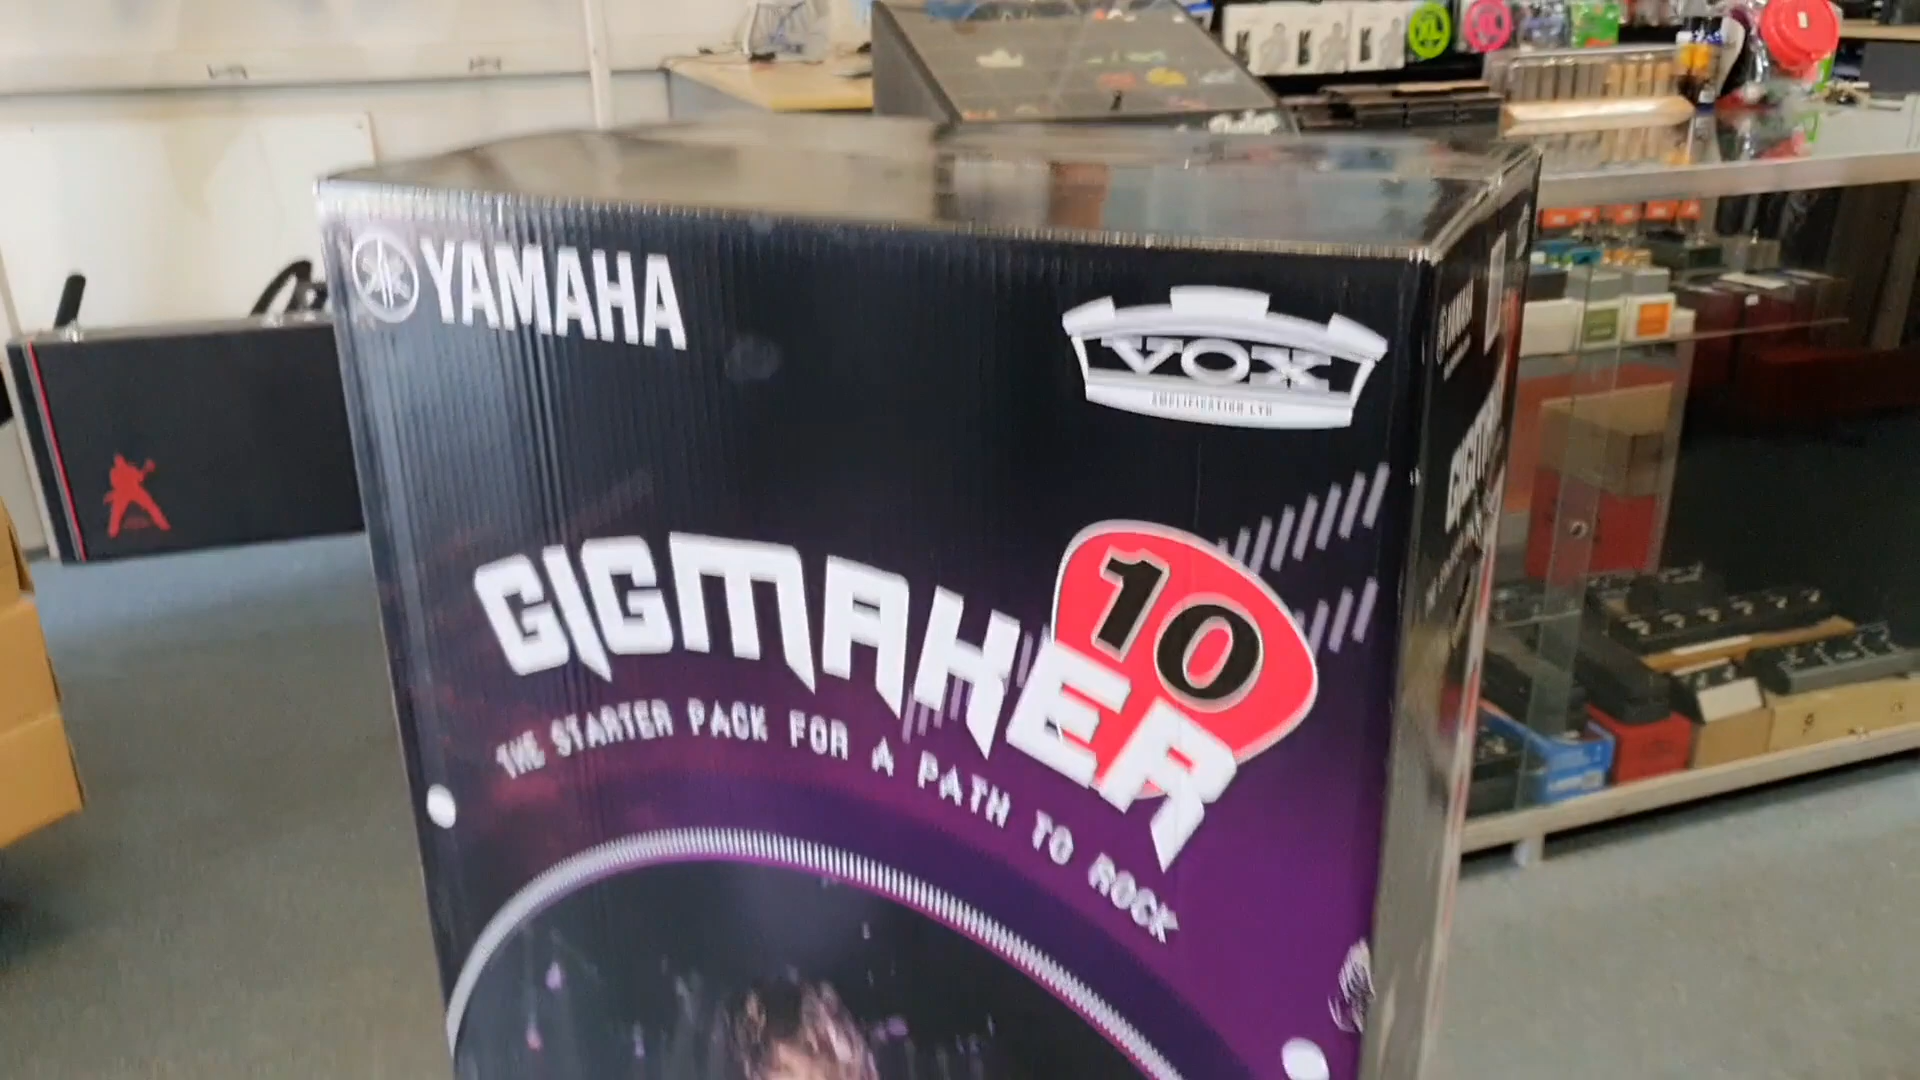 YAMAHA
VOX
AMPLIFICATION LTD
GIGMAKER
10
THE STARTER PACK FOR A PATH TO ROCK